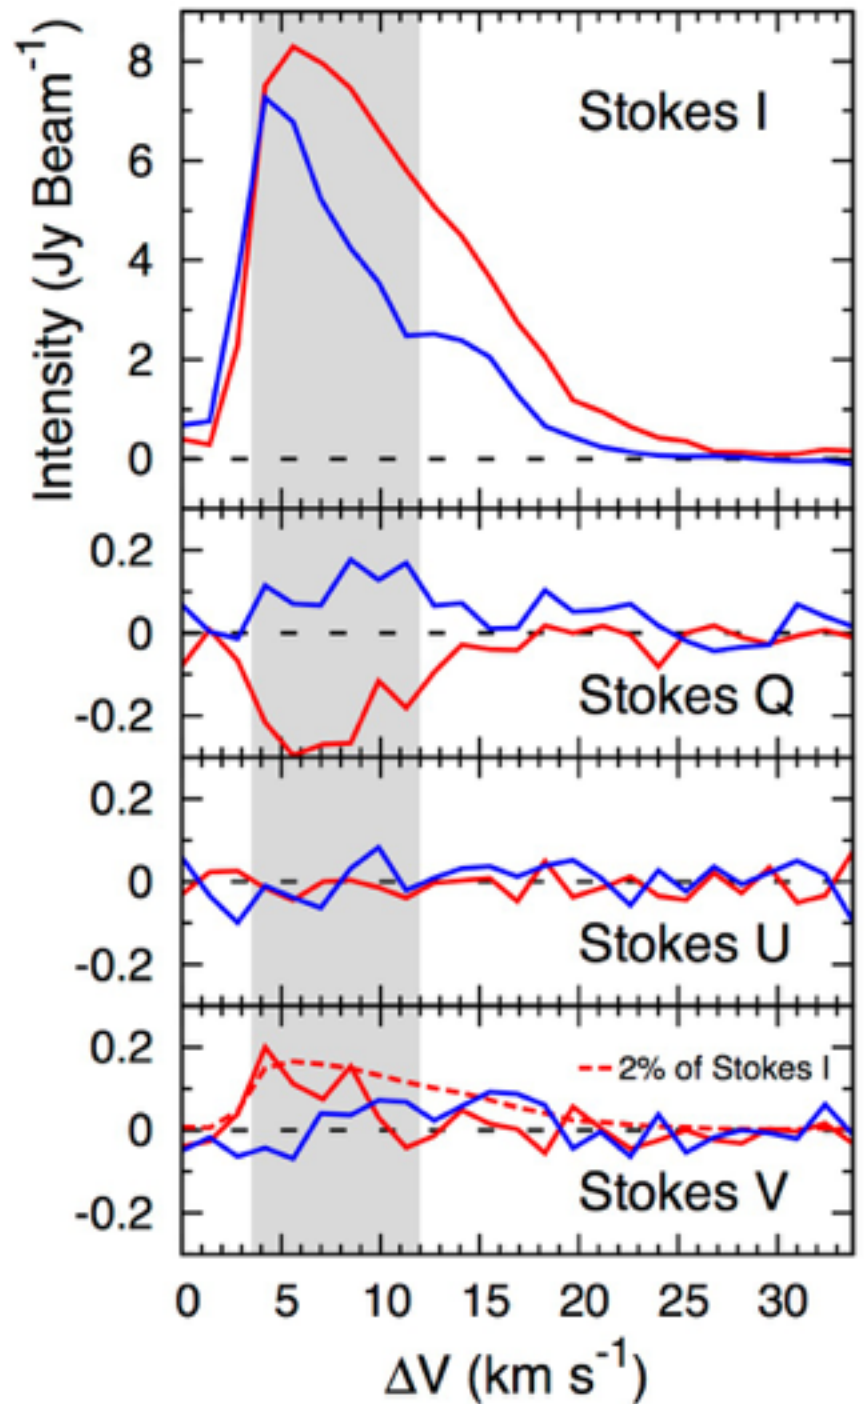 Intensity (Jy Beam⁻¹)
8
6
4
2
0
Stokes I
0.2
0
-0.2
Stokes Q
0.2
0
-0.2
Stokes U
0.2
0
-0.2
2% of Stokes I
Stokes V
0 5 10 15 20 25 30
ΔV (km s⁻¹)